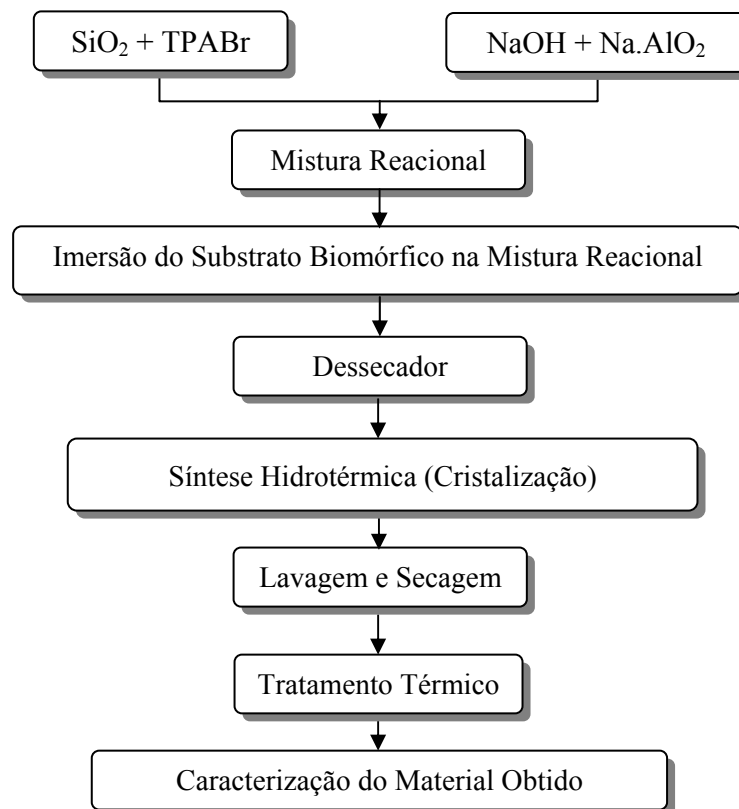 SiO₂ + TPABr
NaOH + Na.AlO₂
Mistura Reacional
Imersão do Substrato Biomórfico na Mistura Reacional
Dessecador
Síntese Hidrotérmica (Cristalização)
Lavagem e Secagem
Tratamento Térmico
Caracterização do Material Obtido